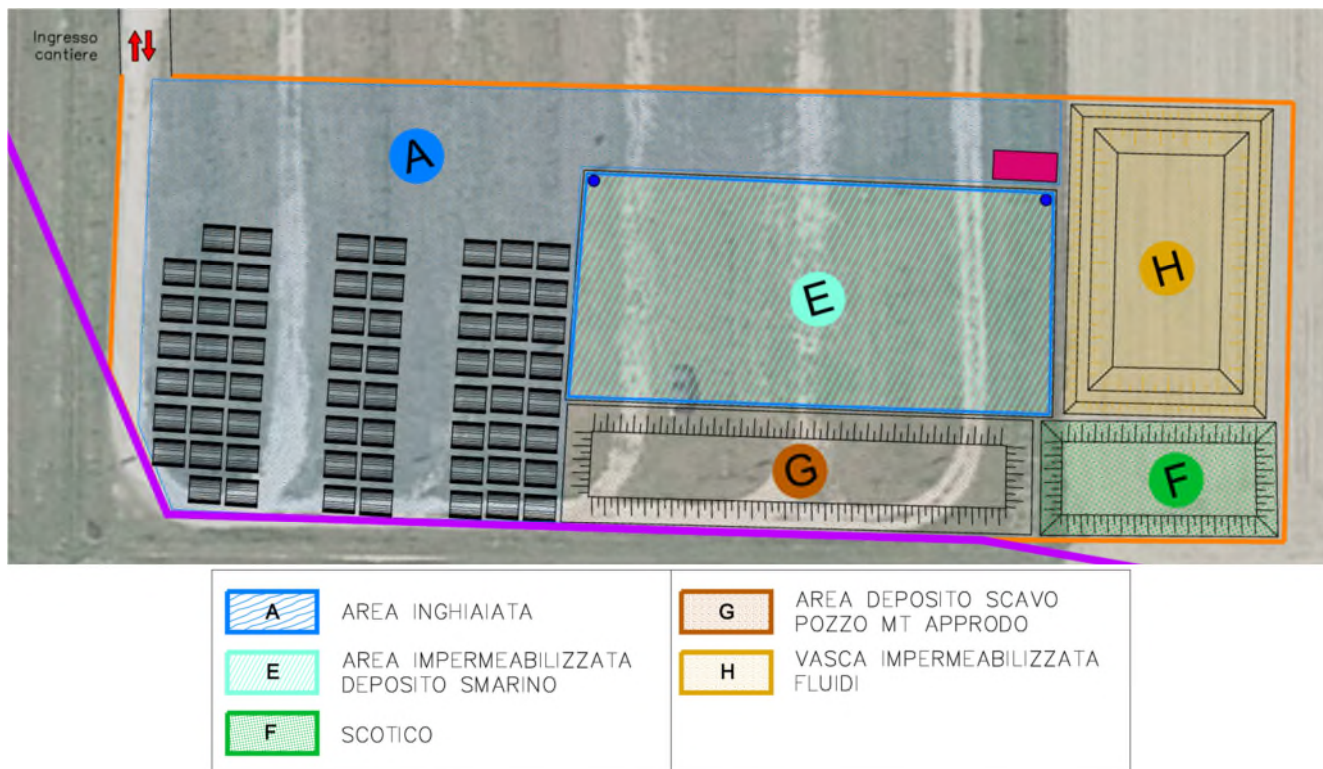 Ingresso
cantiere
A
E
H
G
F
A AREA INGHIAIATA
E AREA IMPERMEABILIZZATA
DEPOSITO SMARINO
F SCOTICO
G AREA DEPOSITO SCAVO
POZZO MT APPRODO
H VASCA IMPERMEABILIZZATA
FLUIDI